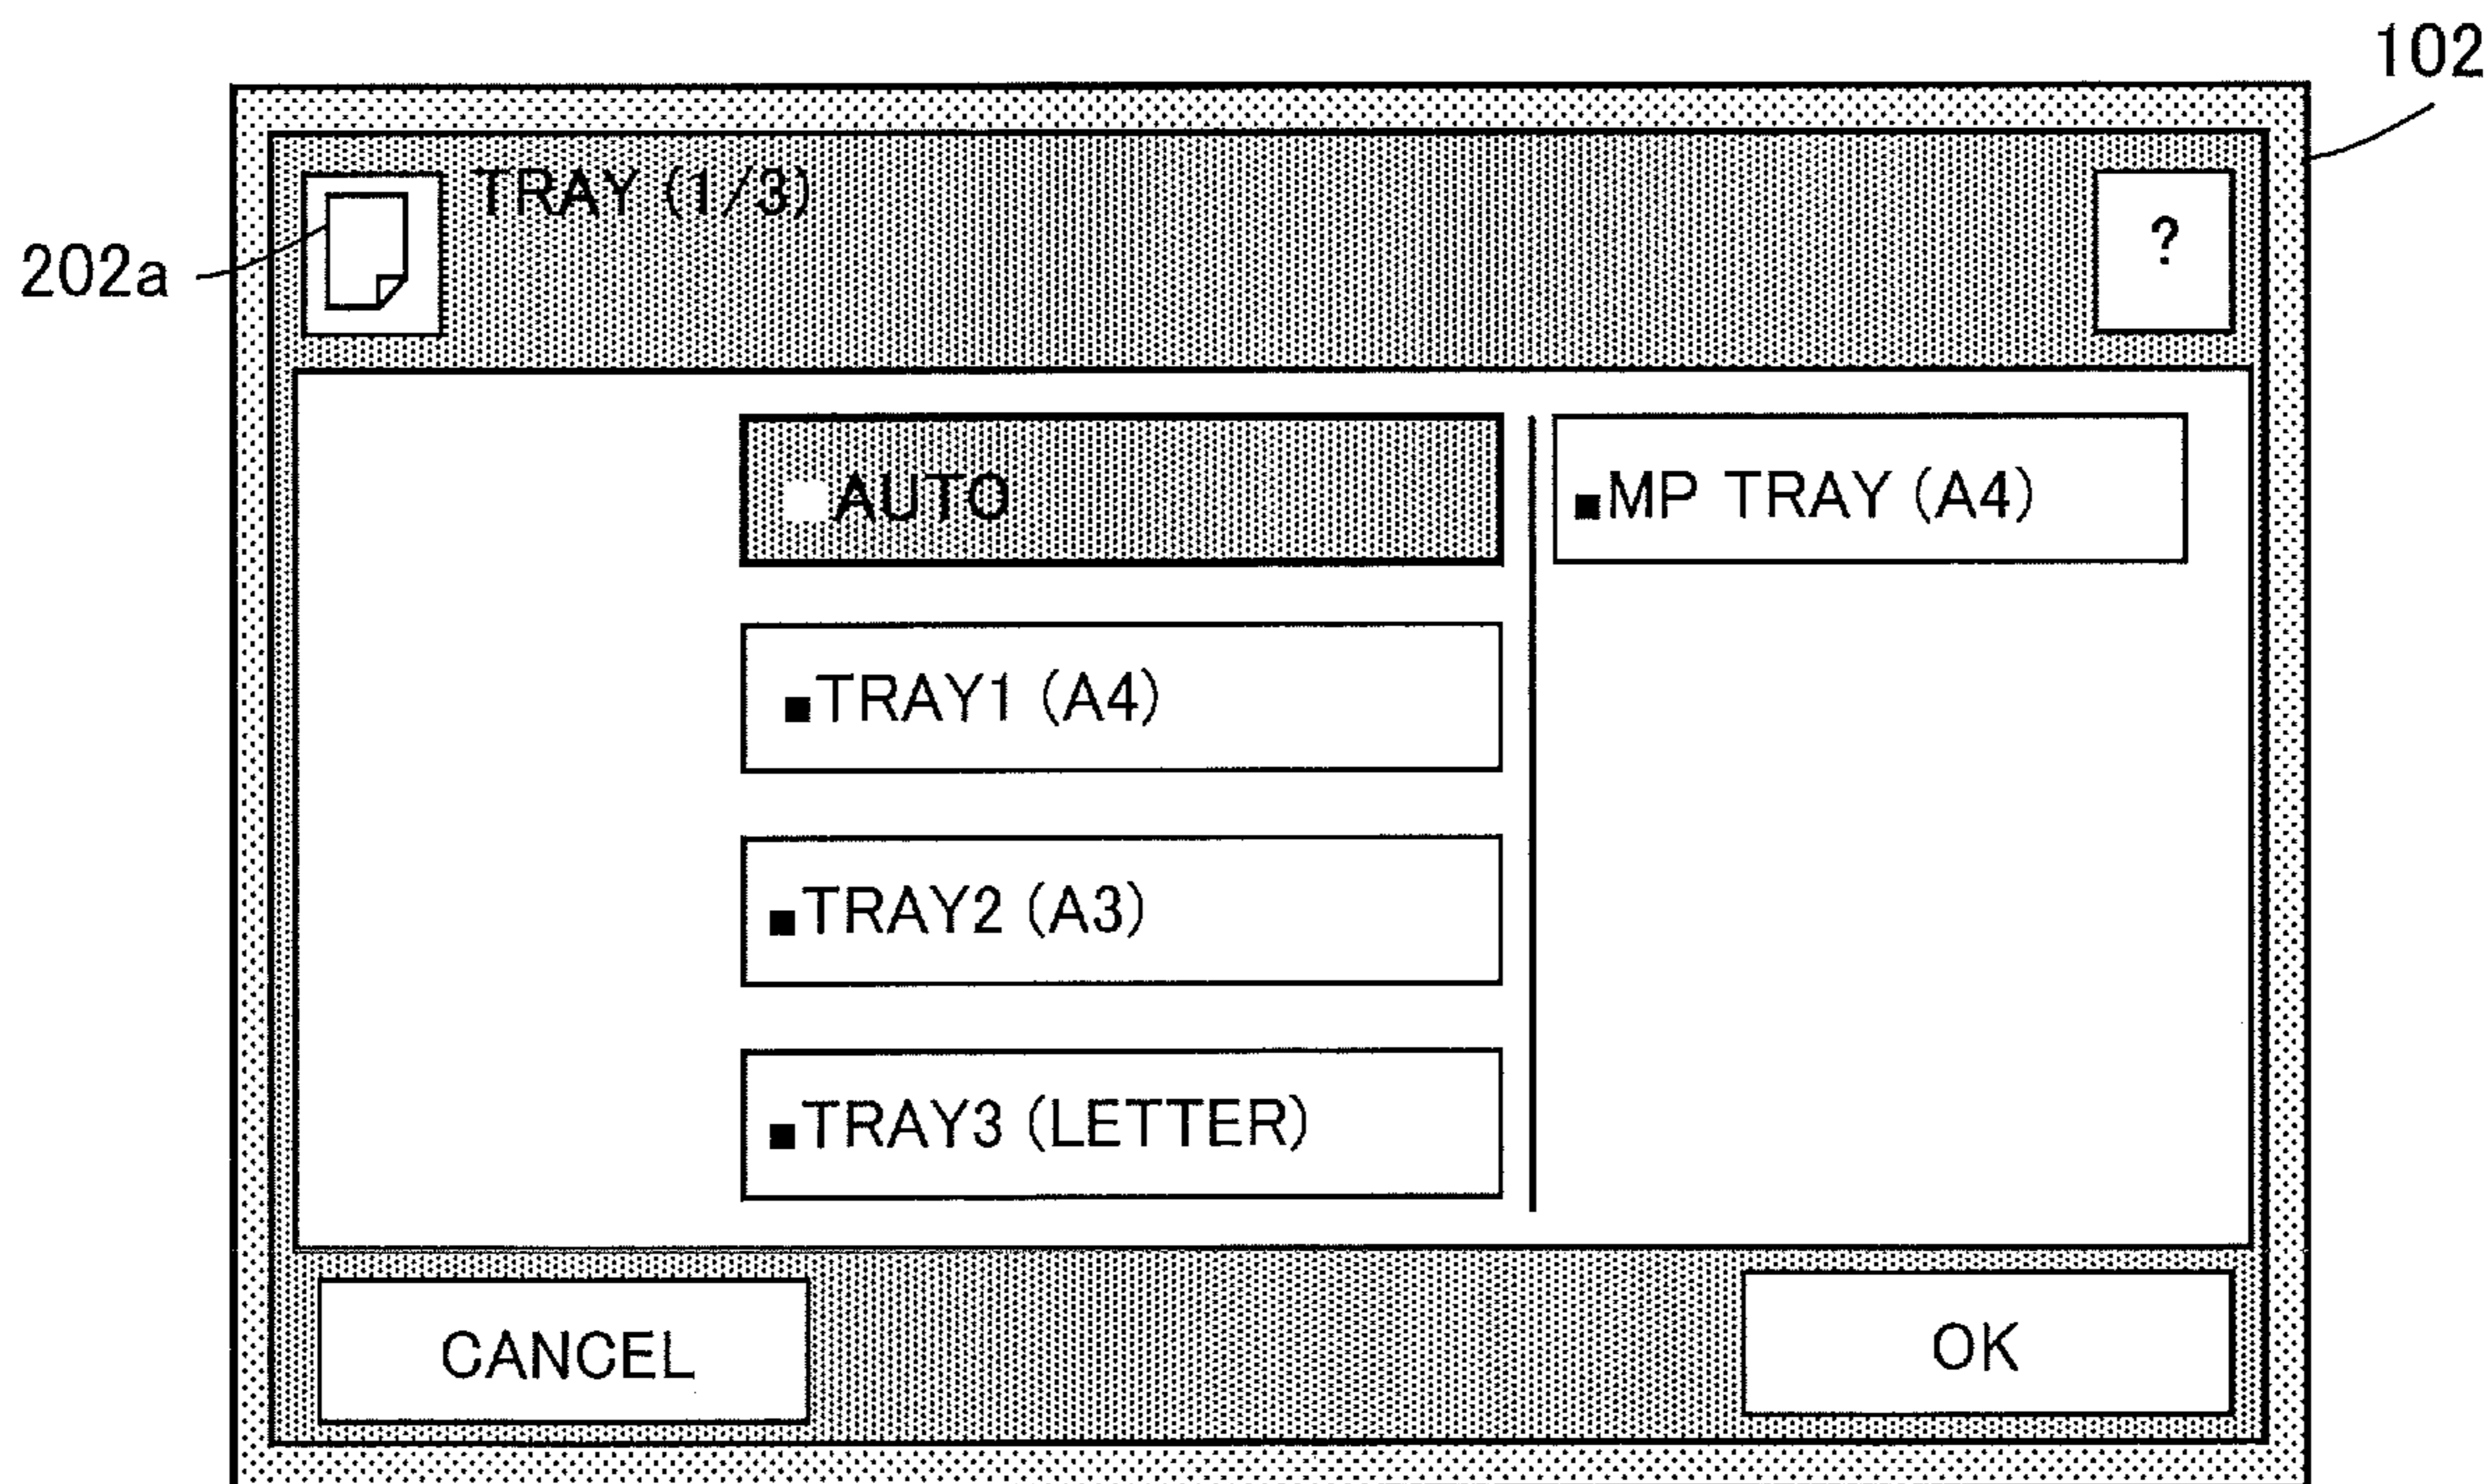 102
TRAY (1/3)
?
202a
AUTO
■MP TRAY (A4)
■TRAY1 (A4)
■TRAY2 (A3)
■TRAY3 (LETTER)
CANCEL
OK